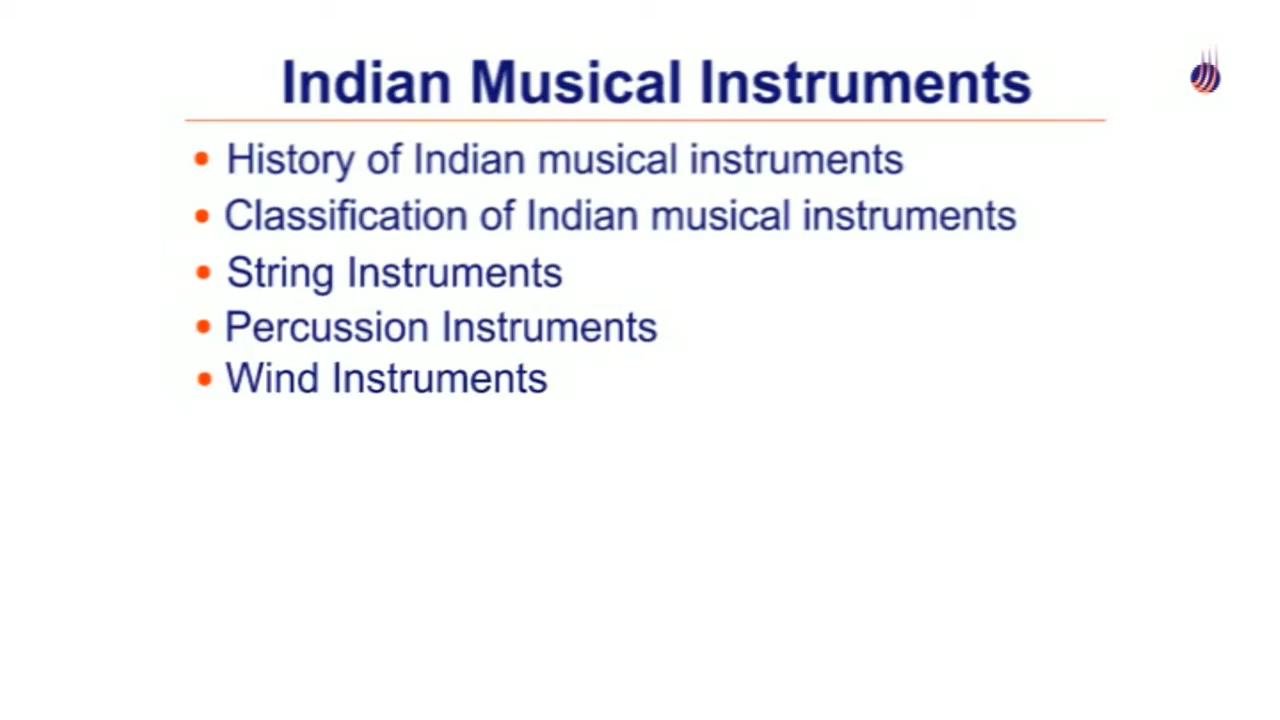 Indian Musical Instruments
• History of Indian musical instruments
• Classification of Indian musical instruments
• String Instruments
• Percussion Instruments
• Wind Instruments